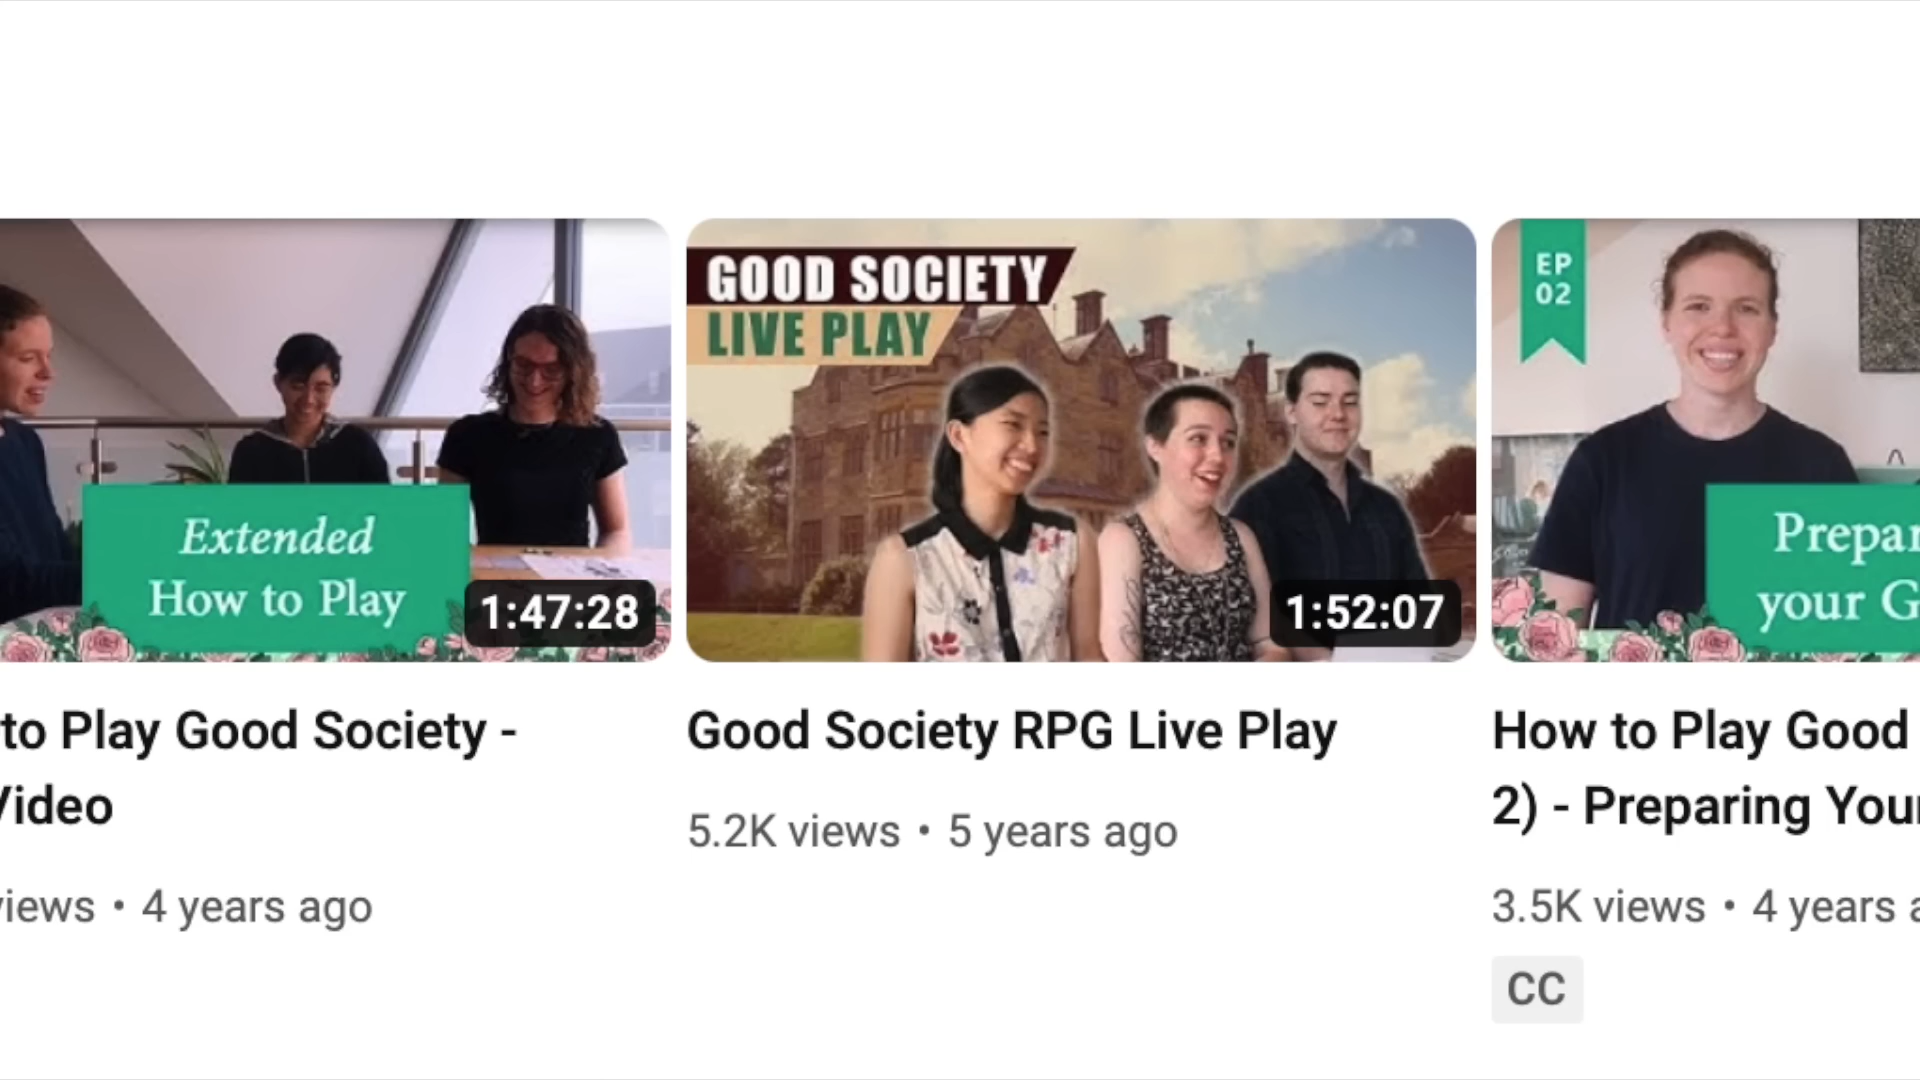 Extended
How to Play
1:47:28
to Play Good Society -
Video
views • 4 years ago
GOOD SOCIETY
LIVE PLAY
1:52:07
Good Society RPG Live Play
5.2K views • 5 years ago
EP
02
Prepar
your G
How to Play Good
2) - Preparing Your
3.5K views • 4 years a
CC